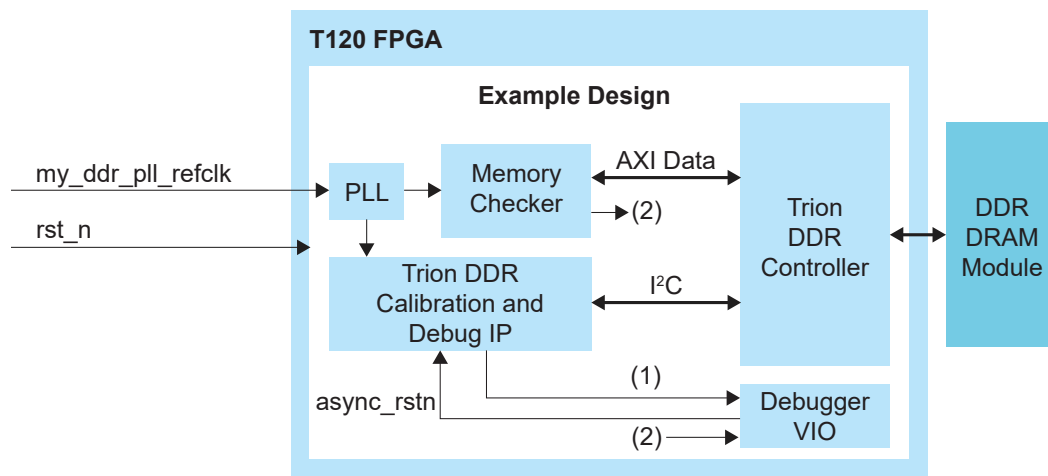 T120 FPGA
Example Design
my_ddr_pll_refclk
rst_n
PLL
Memory
Checker
AXI Data
(2)
Trion
DDR
Controller
DDR
DRAM
Module
Trion DDR
Calibration and
Debug IP
I²C
(1)
async_rstn
(2)
Debugger
VIO